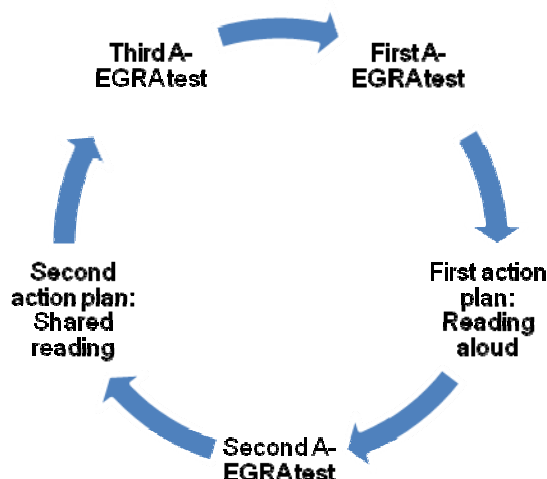 First A-
EGRAtest
First action
plan:
Reading
aloud
Second A-
EGRAtest
Second
action plan:
Shared
reading
Third A-
EGRAtest